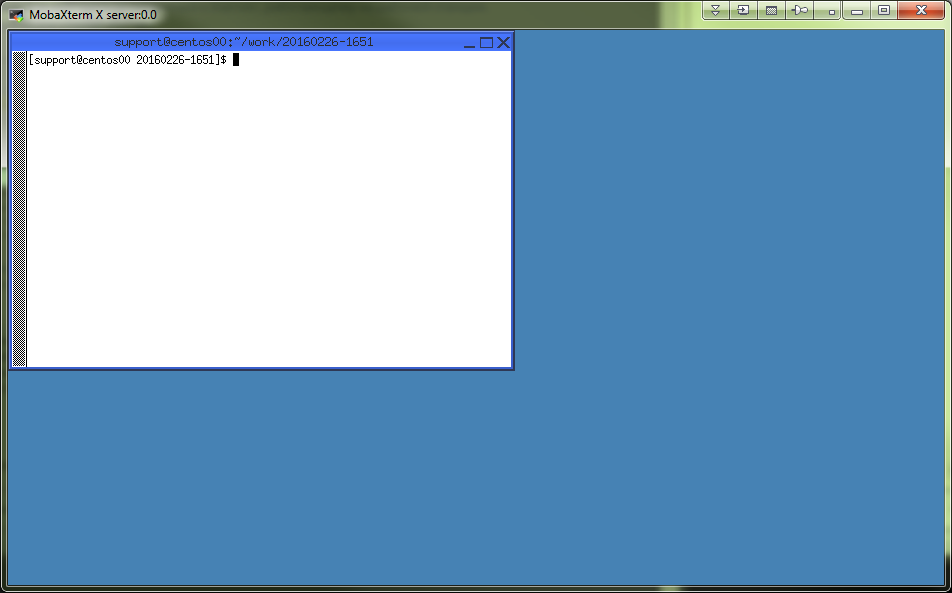 MobaXterm X server:0.0
support@centos00:~/work/20160226-1651
[support@centos00 20160226-1651]$